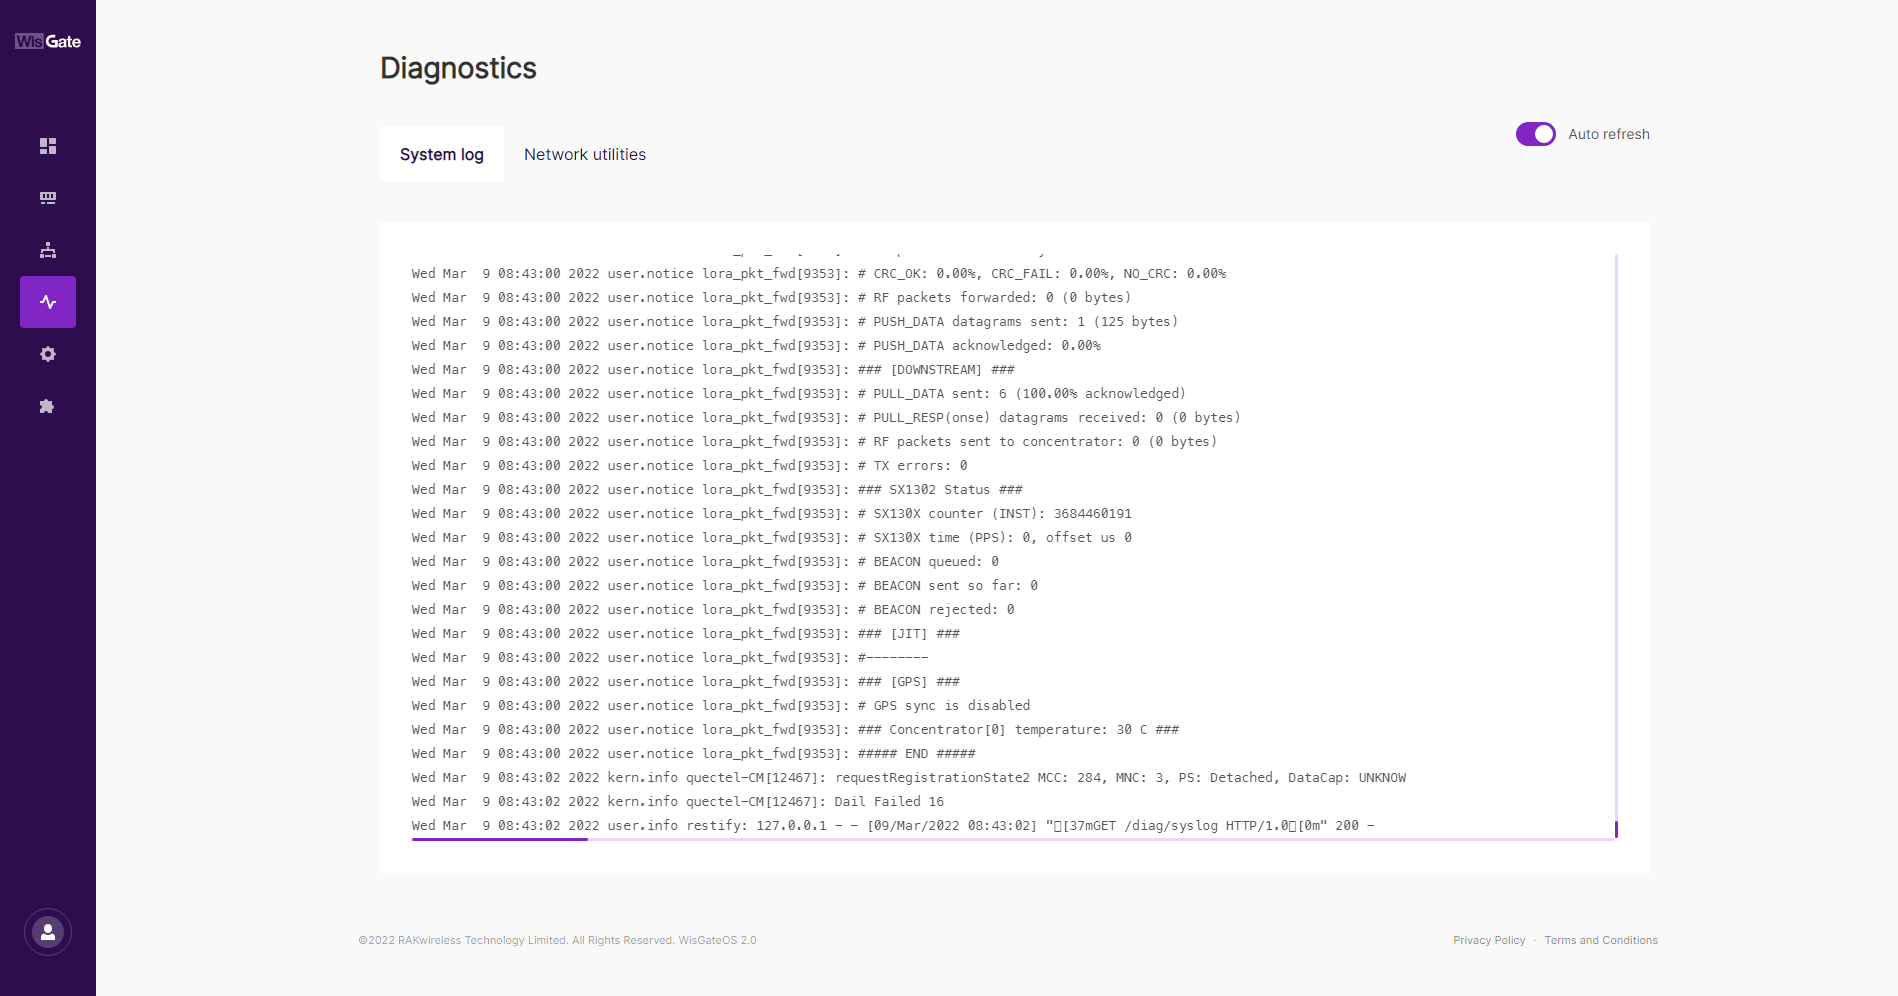 WisGate
Diagnostics
System log
Network utilities
Auto refresh
Wed Mar  9 08:43:00 2022 user.notice lora_pkt_fwd[9353]: # CRC_OK: 0.00%, CRC_FAIL: 0.00%, NO_CRC: 0.00%
Wed Mar  9 08:43:00 2022 user.notice lora_pkt_fwd[9353]: # RF packets forwarded: 0 (0 bytes)
Wed Mar  9 08:43:00 2022 user.notice lora_pkt_fwd[9353]: # PUSH_DATA datagrams sent: 1 (125 bytes)
Wed Mar  9 08:43:00 2022 user.notice lora_pkt_fwd[9353]: # PUSH_DATA acknowledged: 0.00%
Wed Mar  9 08:43:00 2022 user.notice lora_pkt_fwd[9353]: ### [DOWNSTREAM] ###
Wed Mar  9 08:43:00 2022 user.notice lora_pkt_fwd[9353]: # PULL_DATA sent: 6 (100.00% acknowledged)
Wed Mar  9 08:43:00 2022 user.notice lora_pkt_fwd[9353]: # PULL_RESP(onse) datagrams received: 0 (0 bytes)
Wed Mar  9 08:43:00 2022 user.notice lora_pkt_fwd[9353]: # RF packets sent to concentrator: 0 (0 bytes)
Wed Mar  9 08:43:00 2022 user.notice lora_pkt_fwd[9353]: # TX errors: 0
Wed Mar  9 08:43:00 2022 user.notice lora_pkt_fwd[9353]: ### SX1302 Status ###
Wed Mar  9 08:43:00 2022 user.notice lora_pkt_fwd[9353]: # SX130X counter (INST): 3684460191
Wed Mar  9 08:43:00 2022 user.notice lora_pkt_fwd[9353]: # SX130X time (PPS): 0, offset us 0
Wed Mar  9 08:43:00 2022 user.notice lora_pkt_fwd[9353]: # BEACON queued: 0
Wed Mar  9 08:43:00 2022 user.notice lora_pkt_fwd[9353]: # BEACON sent so far: 0
Wed Mar  9 08:43:00 2022 user.notice lora_pkt_fwd[9353]: # BEACON rejected: 0
Wed Mar  9 08:43:00 2022 user.notice lora_pkt_fwd[9353]: ### [JIT] ###
Wed Mar  9 08:43:00 2022 user.notice lora_pkt_fwd[9353]: #--------
Wed Mar  9 08:43:00 2022 user.notice lora_pkt_fwd[9353]: ### [GPS] ###
Wed Mar  9 08:43:00 2022 user.notice lora_pkt_fwd[9353]: # GPS sync is disabled
Wed Mar  9 08:43:00 2022 user.notice lora_pkt_fwd[9353]: ### Concentrator[0] temperature: 30 C ###
Wed Mar  9 08:43:00 2022 user.notice lora_pkt_fwd[9353]: ##### END #####
Wed Mar  9 08:43:02 2022 kern.info quectel-CM[12467]: requestRegistrationState2 MCC: 284, MNC: 3, PS: Detached, DataCap: UNKNOW
Wed Mar  9 08:43:02 2022 kern.info quectel-CM[12467]: Dail Failed 16
Wed Mar  9 08:43:02 2022 user.info restify: 127.0.0.1 - - [09/Mar/2022 08:43:02] "[37mGET /diag/syslog HTTP/1.0[0m" 200 -
©2022 RAKwireless Technology Limited. All Rights Reserved. WisGateOS 2.0
Privacy Policy · Terms and Conditions